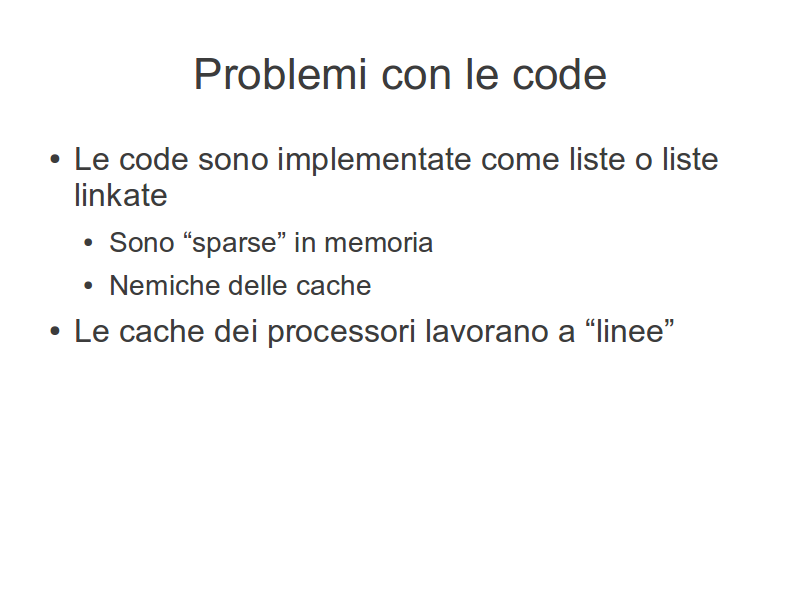 Problemi con le code
• Le code sono implementate come liste o liste
linkate
• Sono “sparse” in memoria
• Nemiche delle cache
• Le cache dei processori lavorano a “linee”